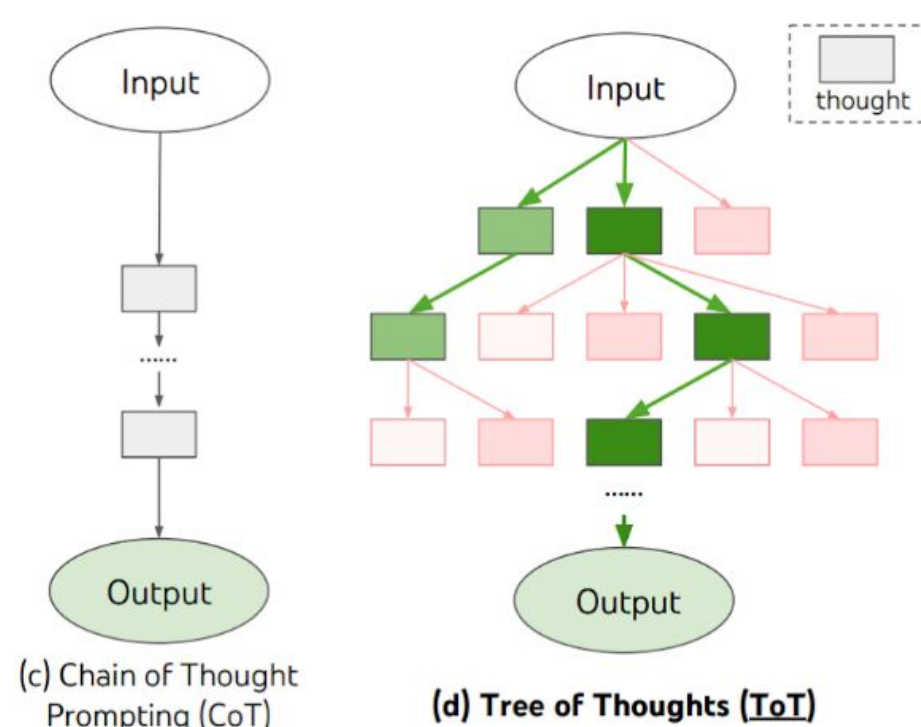 Input
......
Output
(c) Chain of Thought
Prompting (CoT)
Input
thought
......
Output
(d) Tree of Thoughts (ToT)